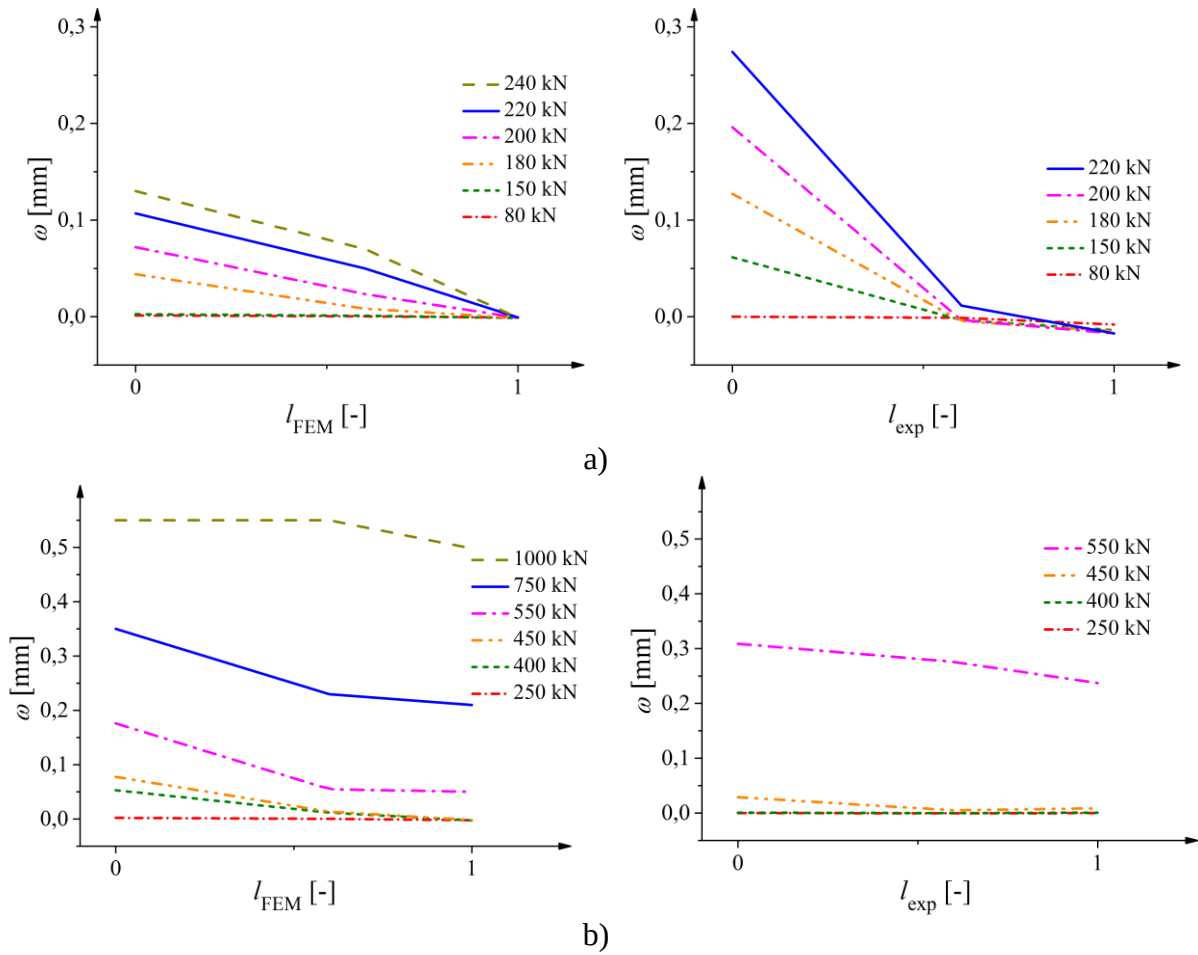 0,3
0,2
0,1
0,0
ω [mm]
240 kN
220 kN
200 kN
180 kN
150 kN
80 kN
0
1
l_FEM [-]
0,3
0,2
0,1
0,0
ω [mm]
220 kN
200 kN
180 kN
150 kN
80 kN
0
1
l_exp [-]
a)
0,5
0,4
0,3
0,2
0,1
0,0
ω [mm]
1000 kN
750 kN
550 kN
450 kN
400 kN
250 kN
0
1
l_FEM [-]
0,5
0,4
0,3
0,2
0,1
0,0
ω [mm]
550 kN
450 kN
400 kN
250 kN
0
1
l_exp [-]
b)